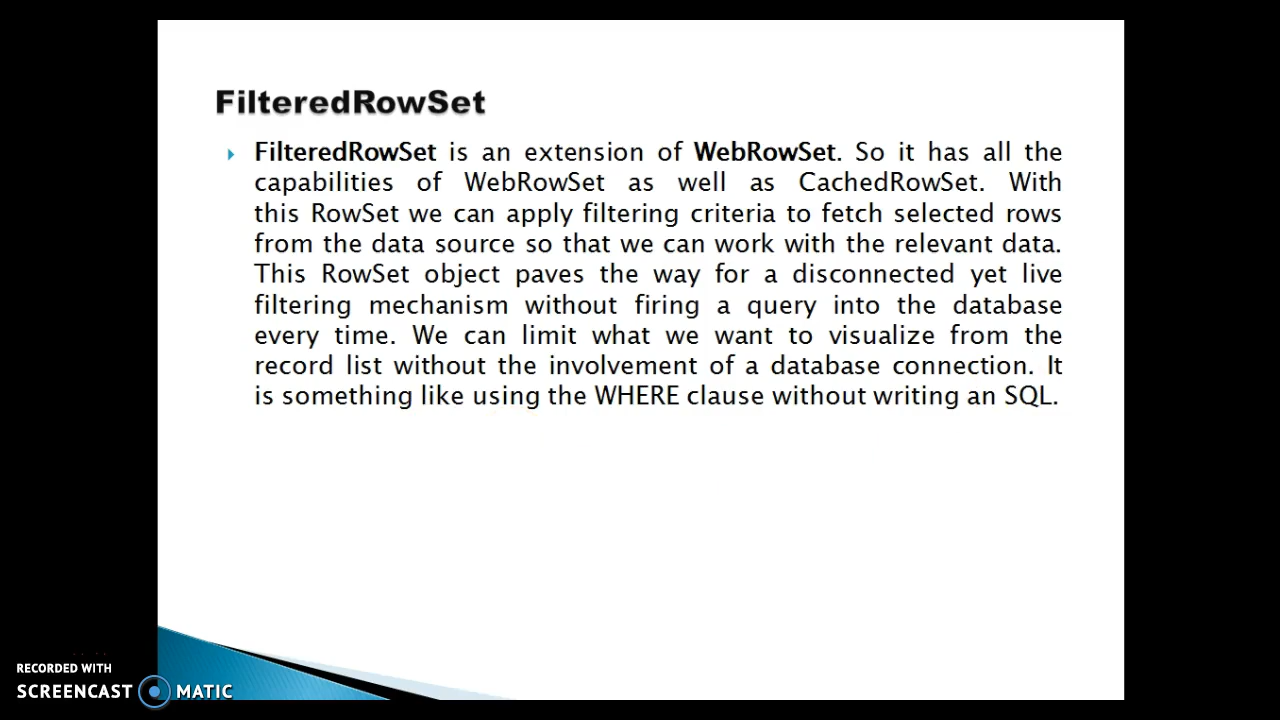 FilteredRowSet
FilteredRowSet is an extension of WebRowSet. So it has all the
capabilities of WebRowSet as well as CachedRowSet. With
this RowSet we can apply filtering criteria to fetch selected rows
from the data source so that we can work with the relevant data.
This RowSet object paves the way for a disconnected yet live
filtering mechanism without firing a query into the database
every time. We can limit what we want to visualize from the
record list without the involvement of a database connection. It
is something like using the WHERE clause without writing an SQL.
RECORDED WITH
SCREENCAST MATIC